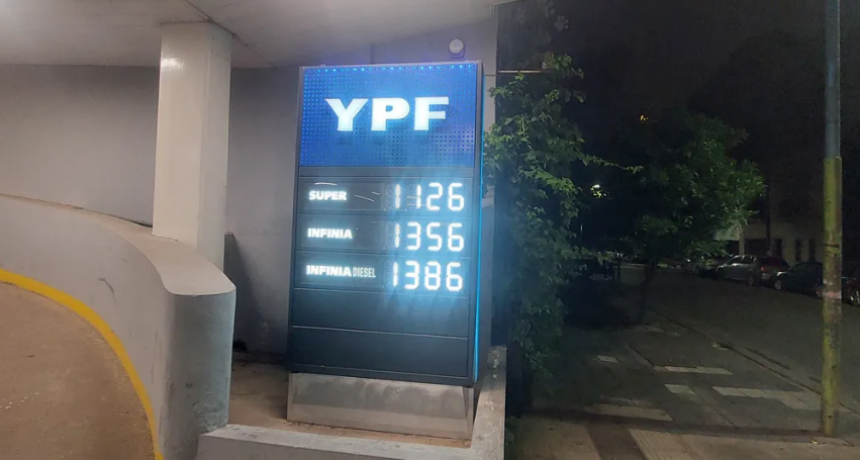 YPF
SUPER 1126
INFINIA 1356
INFINIA DIESEL 1386